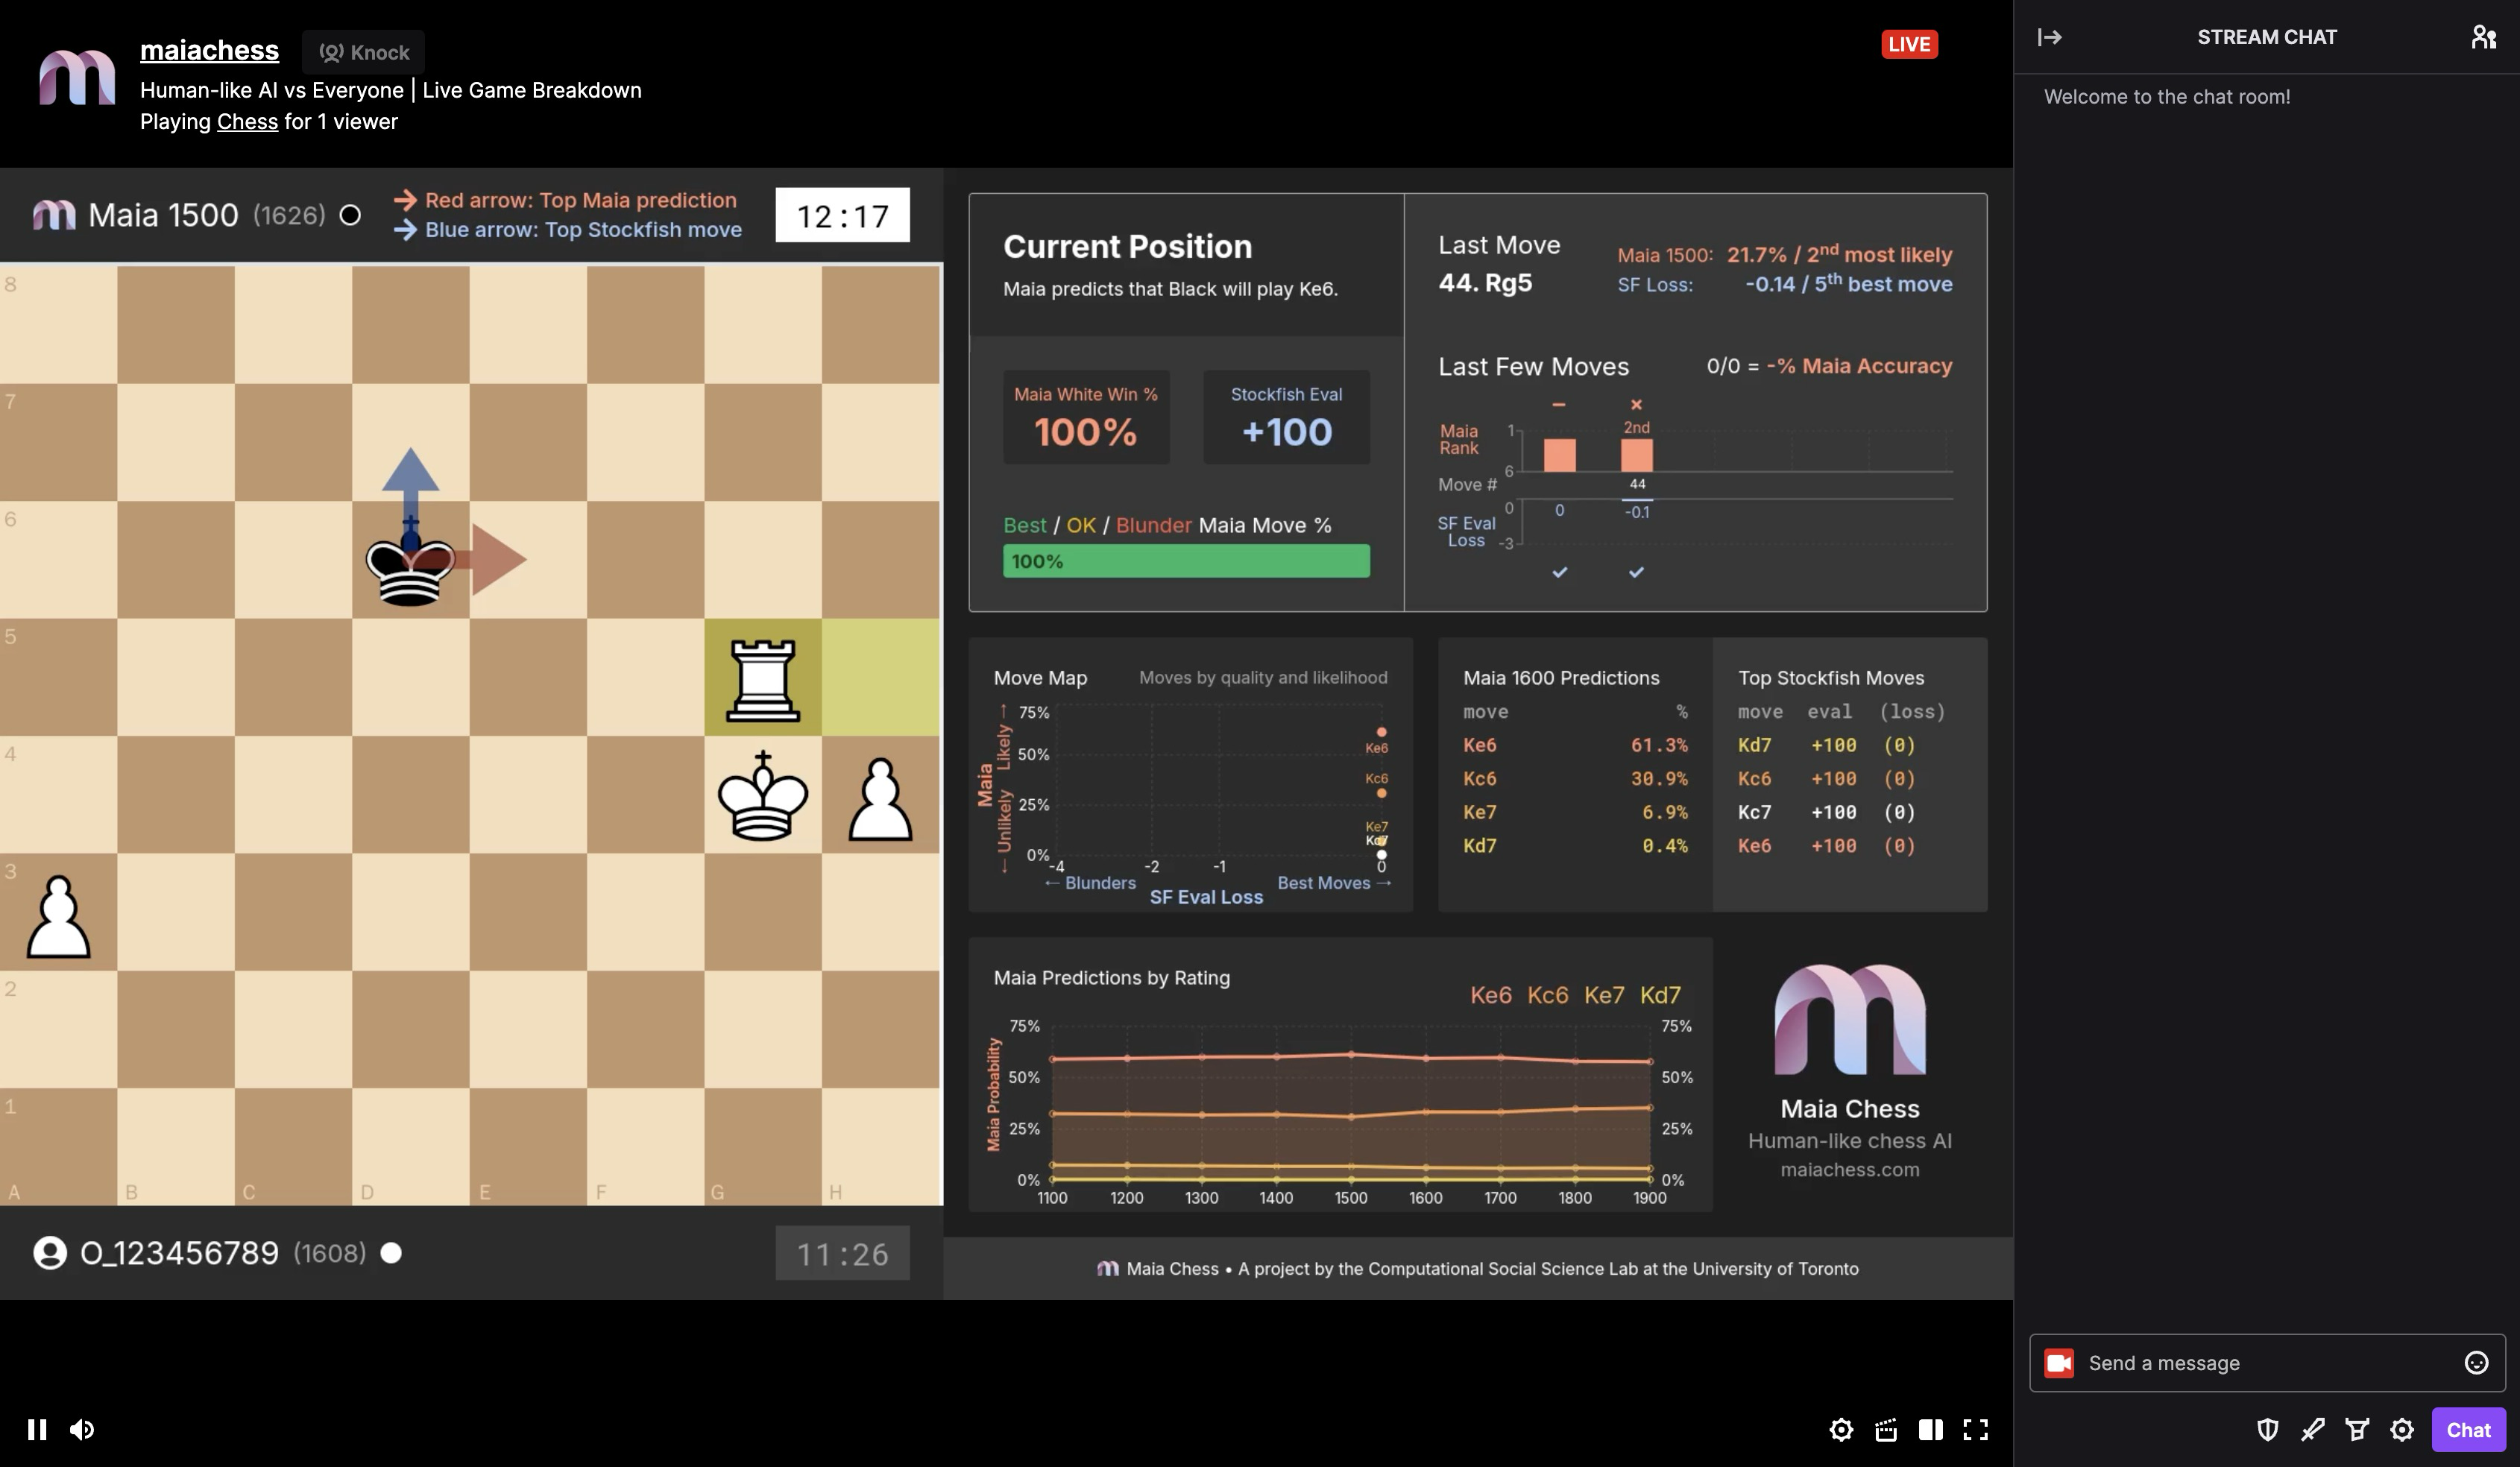 maiachess
Knock
Human-like AI vs Everyone | Live Game Breakdown
Playing Chess for 1 viewer
LIVE
STREAM CHAT
Welcome to the chat room!
Maia 1500 (1626)
Red arrow: Top Maia prediction
Blue arrow: Top Stockfish move
12:17
8
7
6
5
4
3
2
1
A B C D E F G H
O_123456789 (1608)
11:26
Current Position
Maia predicts that Black will play Ke6.
Maia White Win %
100%
Stockfish Eval
+100
Best / OK / Blunder Maia Move %
100%
Last Move
44. Rg5
Maia 1500: 21.7% / 2nd most likely
SF Loss: -0.14 / 5th best move
Last Few Moves
0/0 = -% Maia Accuracy
2nd
Maia
Rank
1
6
Move #
44
SF Eval
Loss
0
-3
0 -0.1
Move Map
Moves by quality and likelihood
Maia
← Unlikely Likely →
75%
50%
25%
0%
Ke6
Kc6
Ke7
-4 -2 -1 0
← Blunders Best Moves →
SF Eval Loss
Maia 1600 Predictions
move %
Ke6 61.3%
Kc6 30.9%
Ke7 6.9%
Kd7 0.4%
Top Stockfish Moves
move eval (loss)
Kd7 +100 (0)
Kc6 +100 (0)
Kc7 +100 (0)
Ke6 +100 (0)
Maia Predictions by Rating
Ke6 Kc6 Ke7 Kd7
Maia Probability
75% 75%
50% 50%
25% 25%
0% 0%
1100 1200 1300 1400 1500 1600 1700 1800 1900
Maia Chess
Human-like chess AI
maiachess.com
Maia Chess • A project by the Computational Social Science Lab at the University of Toronto
Send a message
Chat